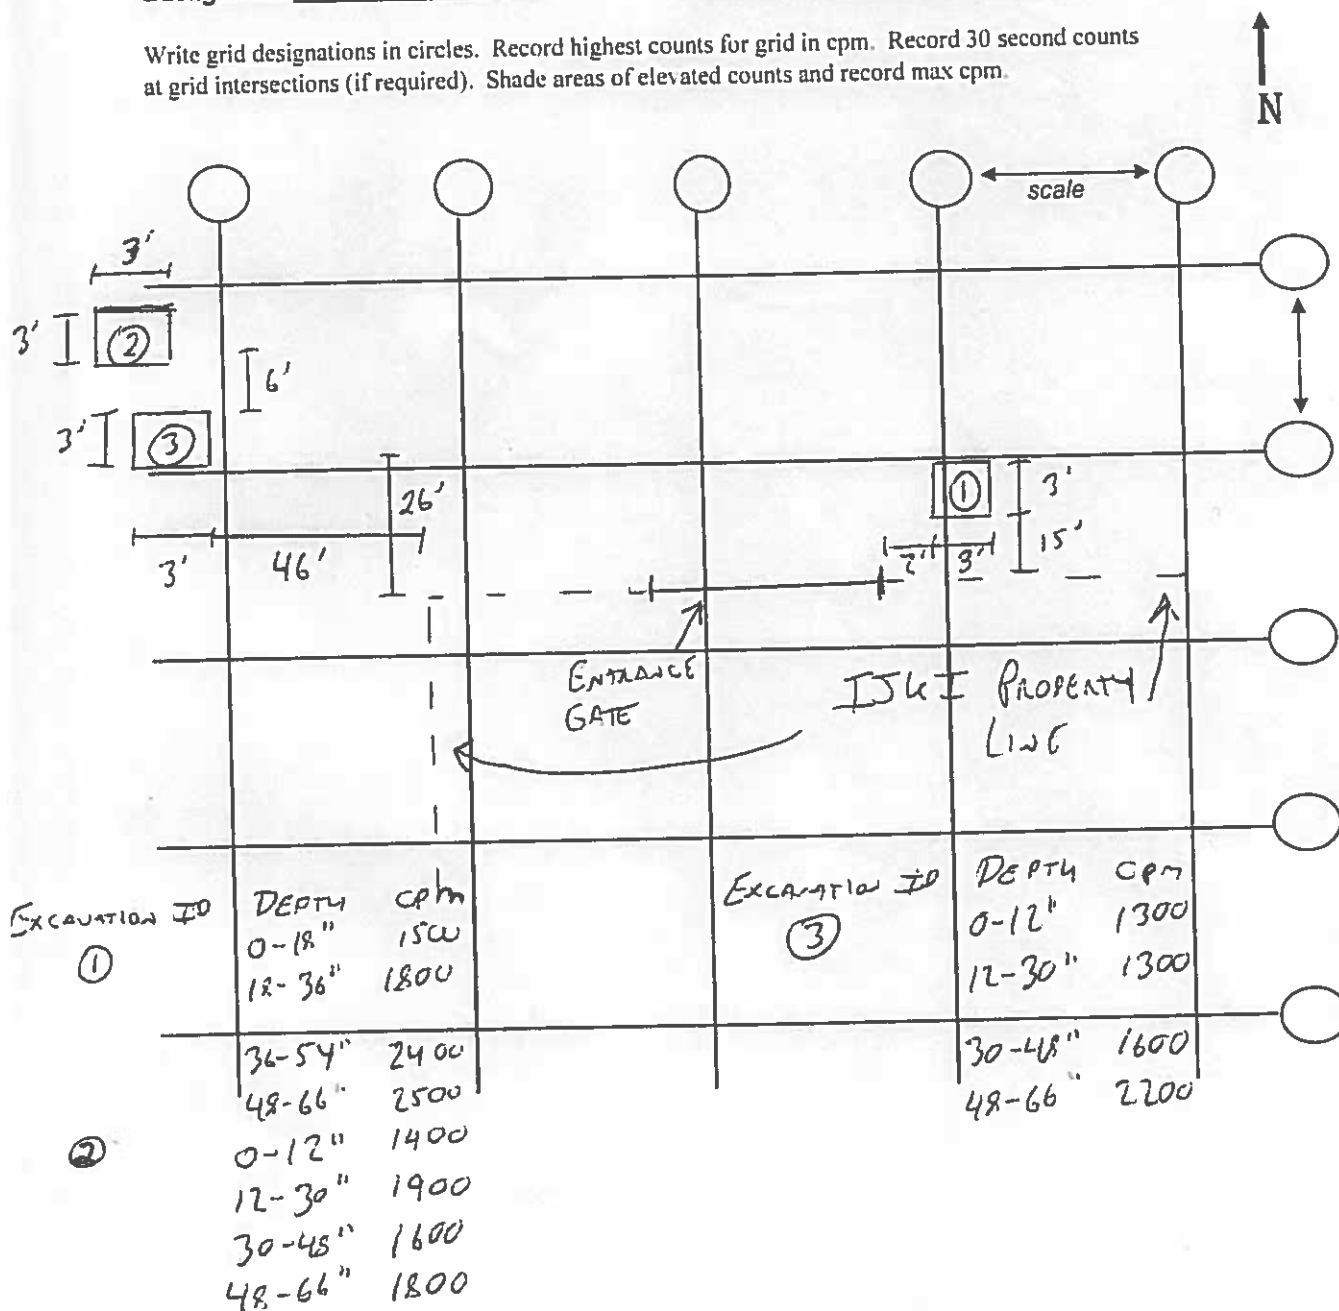 Write grid designations in circles. Record highest counts for grid in cpm. Record 30 second counts
at grid intersections (if required). Shade areas of elevated counts and record max cpm.
N
scale
3'
3' ②
6'
3' ③
26'
① 3'
15'
3' 46'
7' 3'
ENTRANCE
GATE
ISKI PROPERTY
LINE
EXCAVATION ID DEPTH cpm
① 0-18" 1500
18-36" 1800
36-54" 2400
48-66" 2500
② 0-12" 1400
12-30" 1900
30-48" 1600
48-66" 1800
EXCAVATION ID DEPTH cpm
③ 0-12" 1300
12-30" 1300
30-48" 1600
48-66" 2200